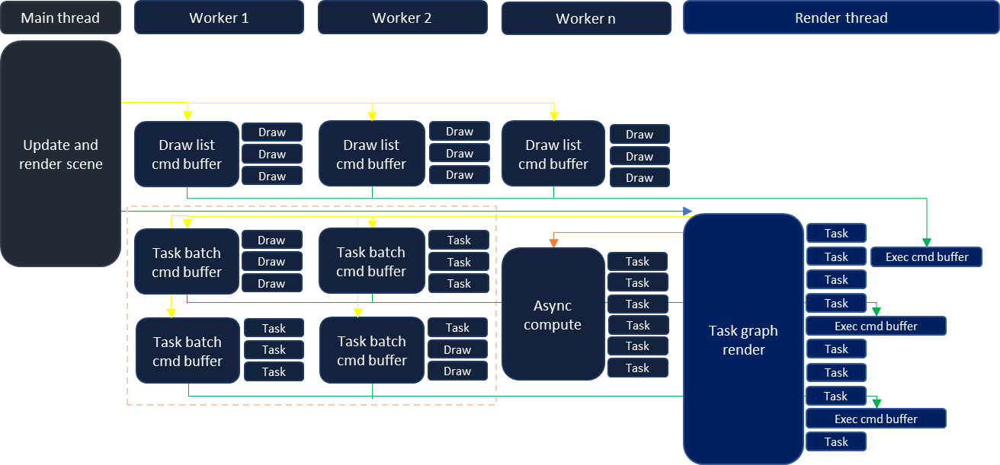 Main thread
Worker 1
Worker 2
Worker n
Render thread
Update and
render scene
Draw list
cmd buffer
Draw
Draw
Draw
Draw list
cmd buffer
Draw
Draw
Draw
Draw list
cmd buffer
Draw
Draw
Draw
Task batch
cmd buffer
Draw
Draw
Draw
Task batch
cmd buffer
Task
Task
Task
Task batch
cmd buffer
Task
Task
Task
Task batch
cmd buffer
Task
Draw
Draw
Async
compute
Task
Task
Task
Task
Task
Task
Task graph
render
Task
Task
Exec cmd buffer
Task
Task
Exec cmd buffer
Task
Task
Task
Exec cmd buffer
Task